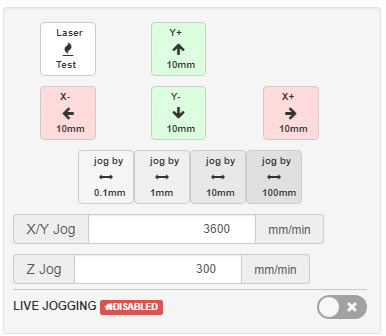 Laser
Test
Y+
10mm
X-
10mm
Y-
10mm
X+
10mm
jog by
0.1mm
jog by
1mm
jog by
10mm
jog by
100mm
X/Y Jog 3600 mm/min
Z Jog 300 mm/min
LIVE JOGGING DISABLED